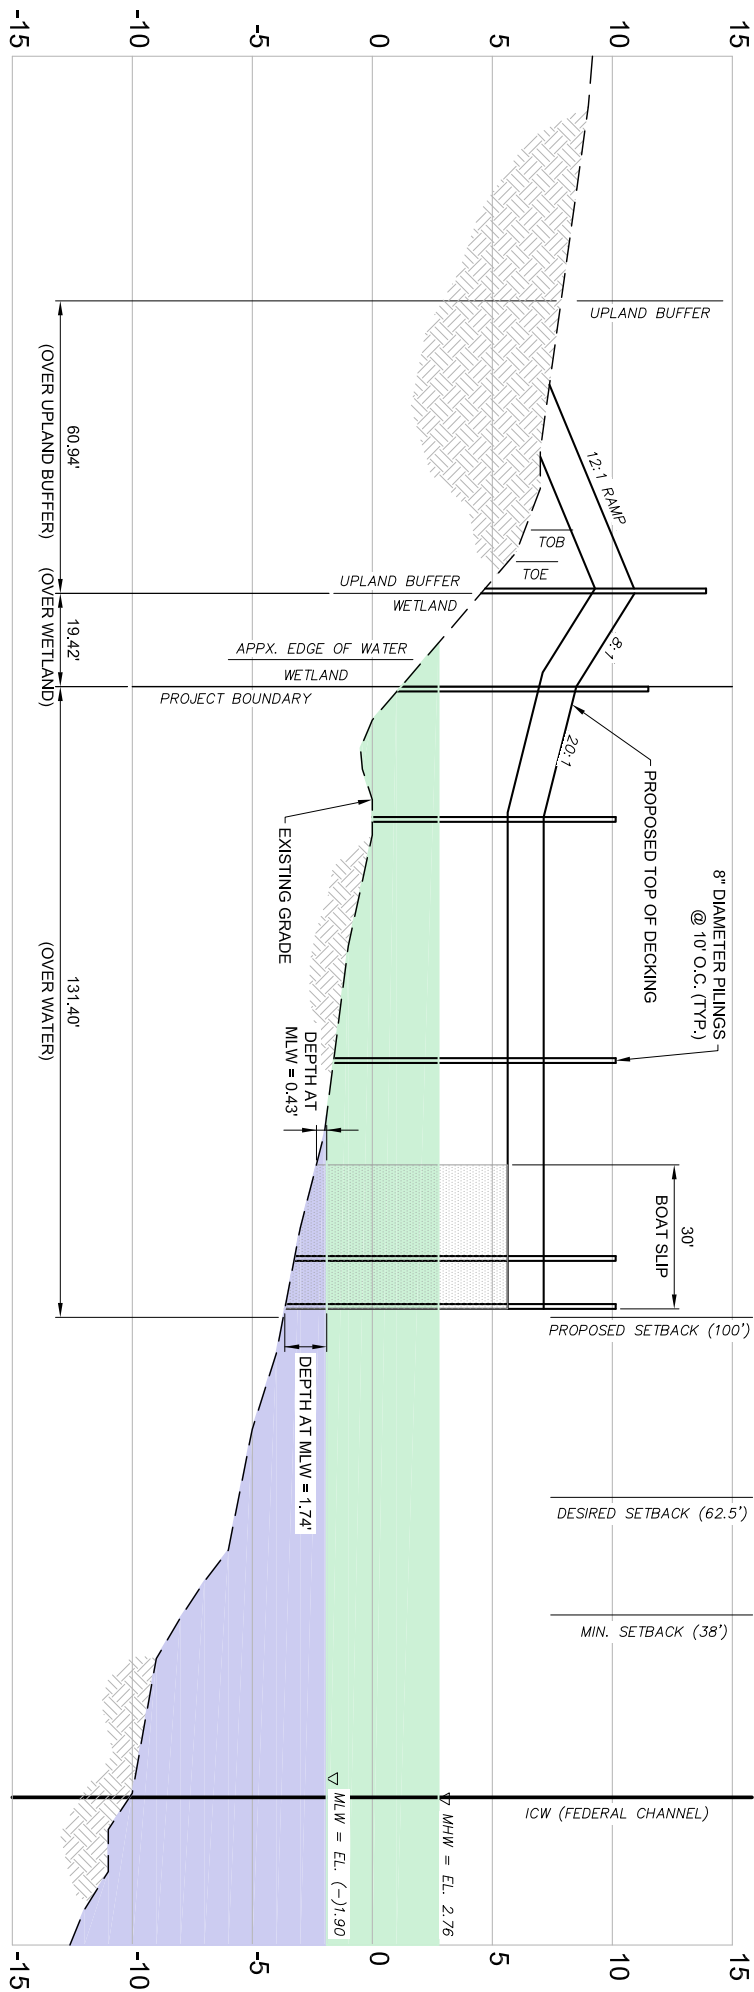 15
10
5
0
-5
-10
-15
UPLAND BUFFER
12:1 RAMP
TOB
TOE
8:1
20:1
PROPOSED TOP OF DECKING
8" DIAMETER PILINGS
@ 10' O.C. (TYP.)
30'
BOAT SLIP
PROPOSED SETBACK (100')
DESIRED SETBACK (62.5')
MIN. SETBACK (38')
ICW (FEDERAL CHANNEL)
MHW = EL. 2.76
MLW = EL. (-)1.90
UPLAND BUFFER
WETLAND
APPX. EDGE OF WATER
WETLAND
PROJECT BOUNDARY
EXISTING GRADE
DEPTH AT
MLW = 0.43'
DEPTH AT MLW = 1.74'
60.94'
(OVER UPLAND BUFFER)
19.42'
(OVER WETLAND)
131.40'
(OVER WATER)
15
10
5
0
-5
-10
-15